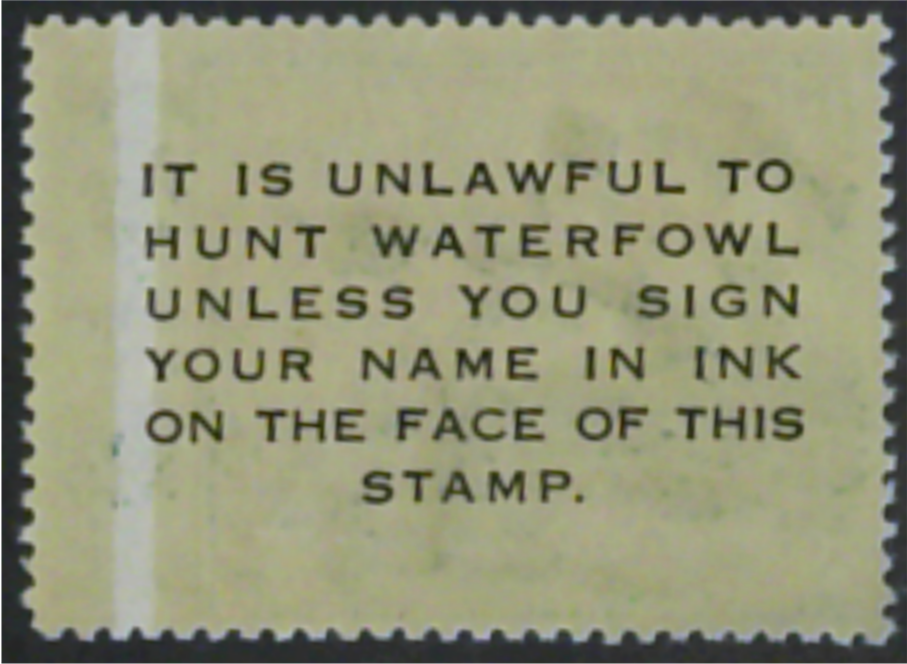 IT IS UNLAWFUL TO
HUNT WATERFOWL
UNLESS YOU SIGN
YOUR NAME IN INK
ON THE FACE OF THIS
STAMP.